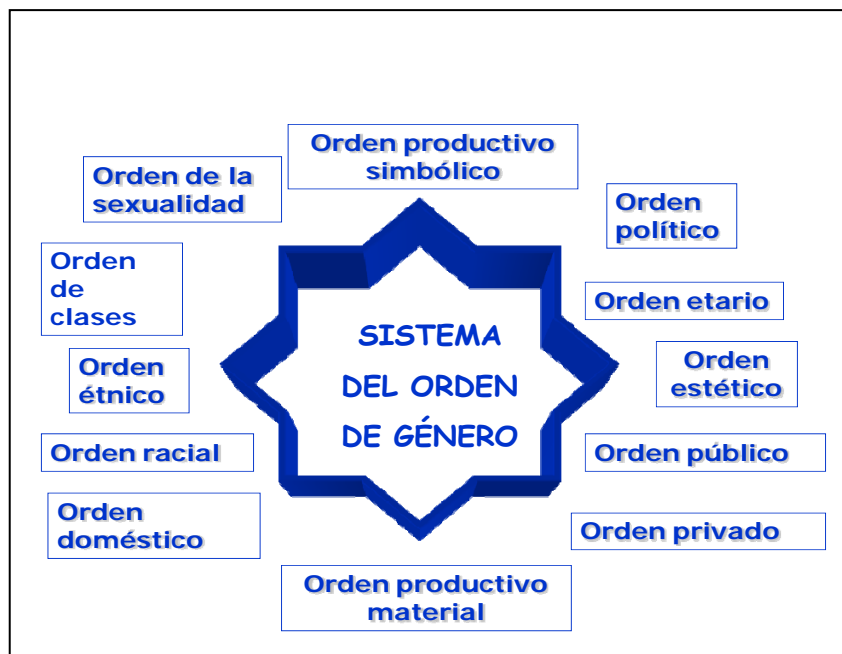 Orden productivo
simbólico
Orden de la
sexualidad
Orden
político
Orden
de
clases
Orden etario
SISTEMA
DEL ORDEN
DE GÉNERO
Orden
étnico
Orden
estético
Orden racial
Orden público
Orden
doméstico
Orden privado
Orden productivo
material